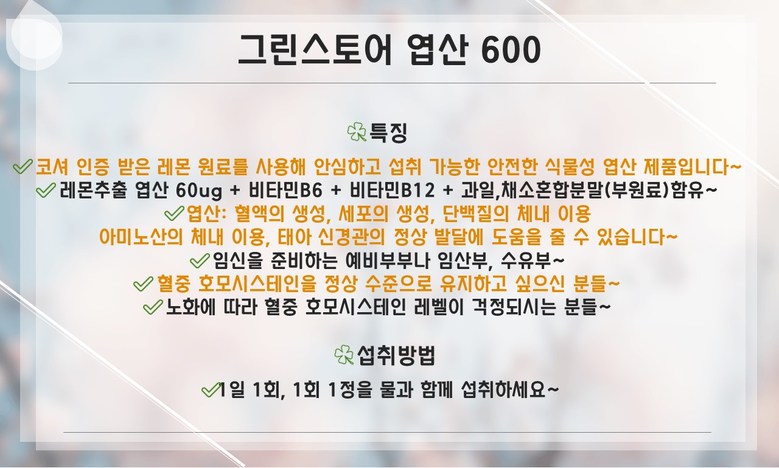 그린스토어 엽산 600
특징
코셔 인증 받은 레몬 원료를 사용해 안심하고 섭취 가능한 안전한 식물성 엽산 제품입니다~
레몬추출 엽산 60ug + 비타민B6 + 비타민B12 + 과일,채소혼합분말(부원료)함유~
엽산: 혈액의 생성, 세포의 생성, 단백질의 체내 이용
아미노산의 체내 이용, 태아 신경관의 정상 발달에 도움을 줄 수 있습니다~
임신을 준비하는 예비부부나 임산부, 수유부~
혈중 호모시스테인을 정상 수준으로 유지하고 싶으신 분들~
노화에 따라 혈중 호모시스테인 레벨이 걱정되시는 분들~
섭취방법
1일 1회, 1회 1정을 물과 함께 섭취하세요~